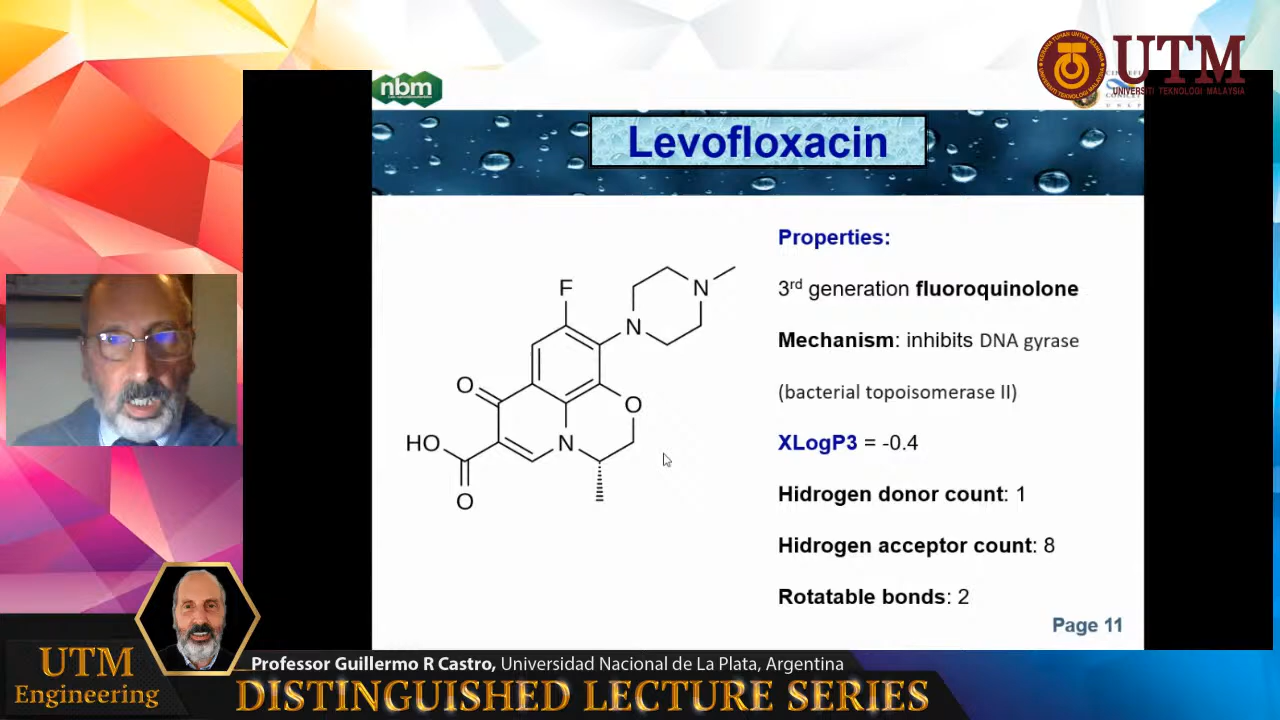 nbm
UTM
UNIVERSITI TEKNOLOGI MALAYSIA
Levofloxacin
Properties:
3rd generation fluoroquinolone
Mechanism: inhibits DNA gyrase
(bacterial topoisomerase II)
XLogP3 = -0.4
Hidrogen donor count: 1
Hidrogen acceptor count: 8
Rotatable bonds: 2
Page 11
F
N
N
O
O
HO
N
O
UTM
Engineering
Professor Guillermo R Castro, Universidad Nacional de La Plata, Argentina
DISTINGUISHED LECTURE SERIES